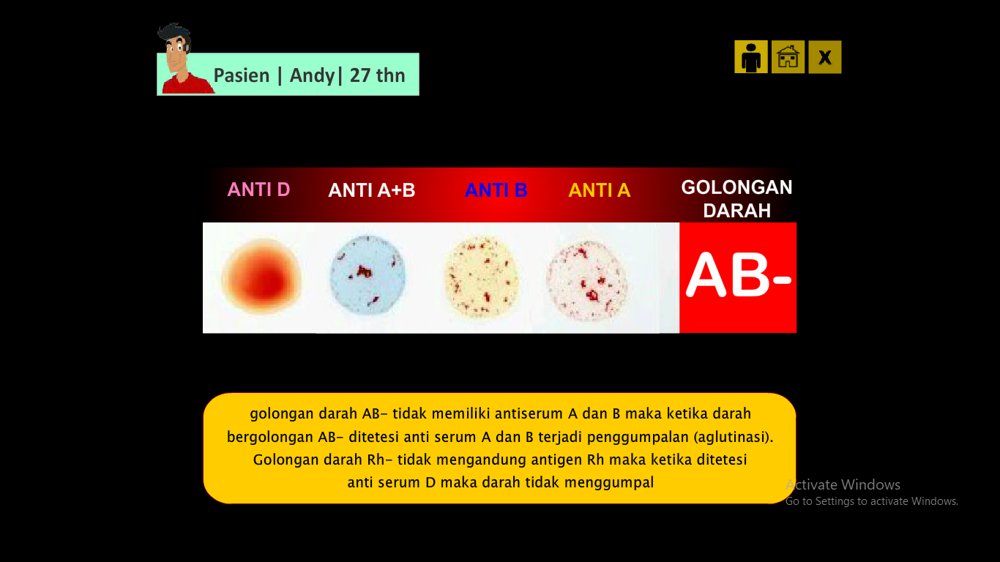 Pasien | Andy| 27 thn
X
ANTI D
ANTI A+B
ANTI B
ANTI A
GOLONGAN
DARAH
AB-
golongan darah AB- tidak memiliki antiserum A dan B maka ketika darah
bergolongan AB- ditetesi anti serum A dan B terjadi penggumpalan (aglutinasi).
Golongan darah Rh- tidak mengandung antigen Rh maka ketika ditetesi
anti serum D maka darah tidak menggumpal
Activate Windows
Go to Settings to activate Windows.